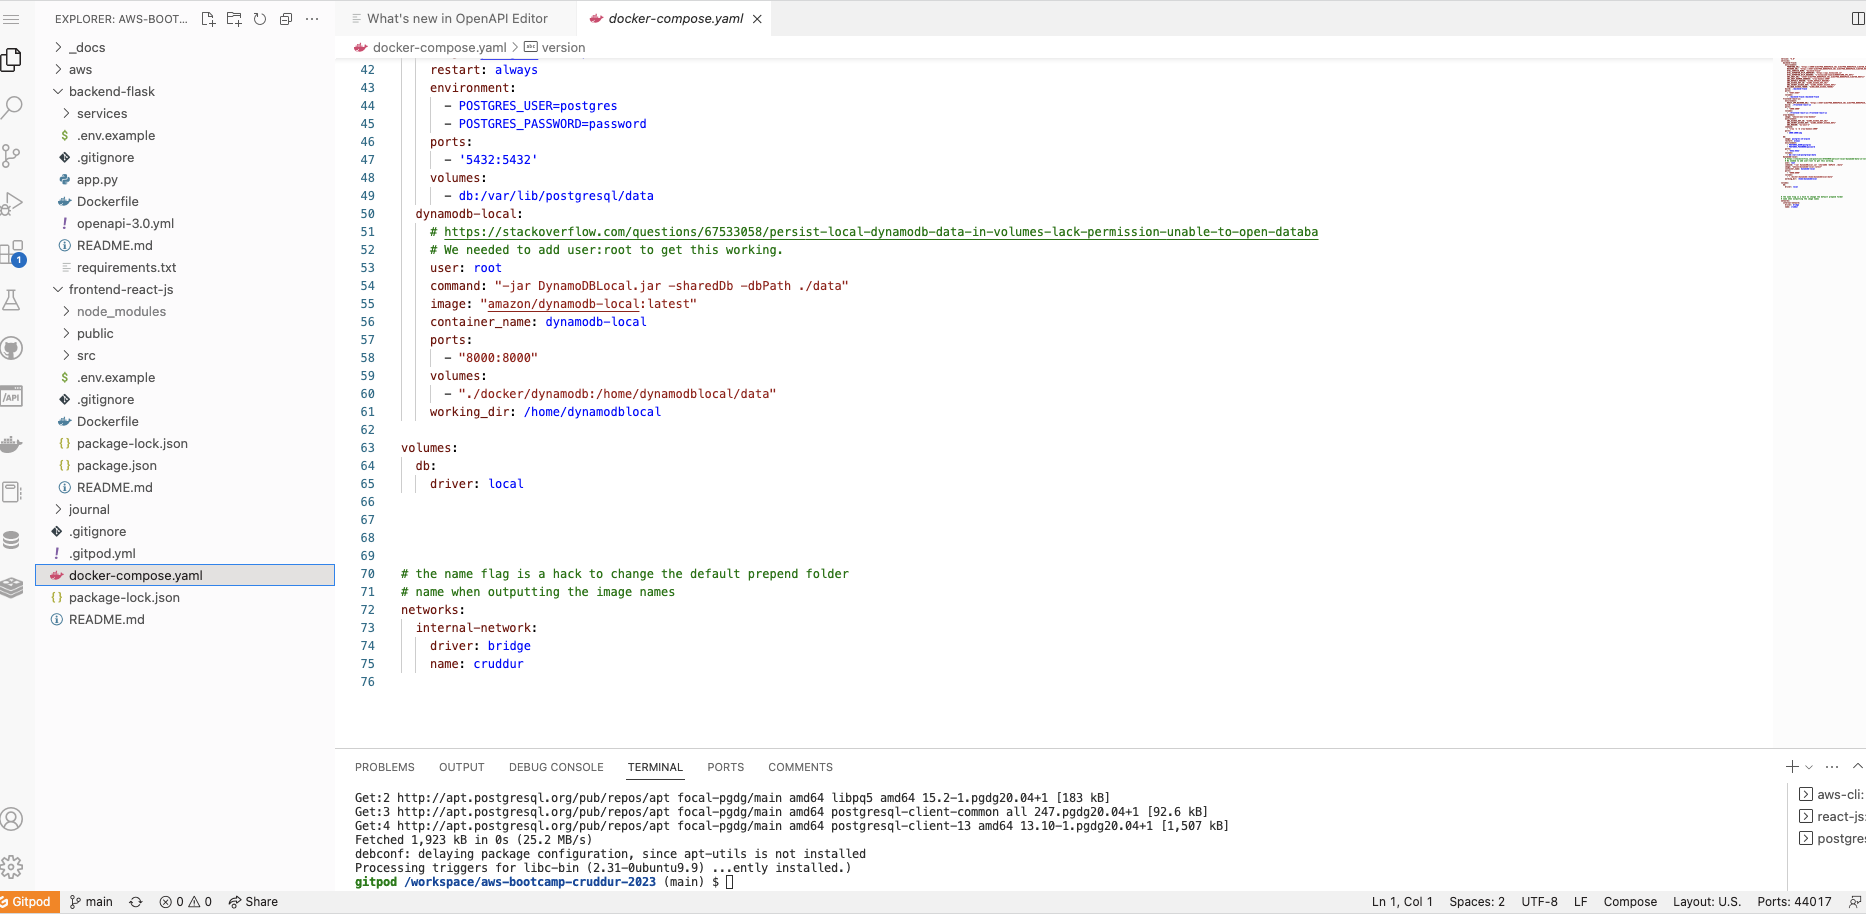 EXPLORER: AWS-BOOT...
_docs
aws
backend-flask
services
.env.example
.gitignore
app.py
Dockerfile
openapi-3.0.yml
README.md
requirements.txt
frontend-react-js
node_modules
public
src
.env.example
.gitignore
Dockerfile
package-lock.json
package.json
README.md
journal
.gitignore
.gitpod.yml
docker-compose.yaml
package-lock.json
README.md
1
/API
What's new in OpenAPI Editor
docker-compose.yaml
docker-compose.yaml > version
42 restart: always
43 environment:
44 - POSTGRES_USER=postgres
45 - POSTGRES_PASSWORD=password
46 ports:
47 - '5432:5432'
48 volumes:
49 - db:/var/lib/postgresql/data
50 dynamodb-local:
51 # https://stackoverflow.com/questions/67533058/persist-local-dynamodb-data-in-volumes-lack-permission-unable-to-open-databa
52 # We needed to add user:root to get this working.
53 user: root
54 command: "-jar DynamoDBLocal.jar -sharedDb -dbPath ./data"
55 image: "amazon/dynamodb-local:latest"
56 container_name: dynamodb-local
57 ports:
58 - "8000:8000"
59 volumes:
60 - "./docker/dynamodb:/home/dynamodblocal/data"
61 working_dir: /home/dynamodblocal
62
63 volumes:
64 db:
65 driver: local
66
67
68
69
70 # the name flag is a hack to change the default prepend folder
71 # name when outputting the image names
72 networks:
73 internal-network:
74 driver: bridge
75 name: cruddur
76
PROBLEMS OUTPUT DEBUG CONSOLE TERMINAL PORTS COMMENTS
Get:2 http://apt.postgresql.org/pub/repos/apt focal-pgdg/main amd64 libpq5 amd64 15.2-1.pgdg20.04+1 [183 kB]
Get:3 http://apt.postgresql.org/pub/repos/apt focal-pgdg/main amd64 postgresql-client-common all 247.pgdg20.04+1 [92.6 kB]
Get:4 http://apt.postgresql.org/pub/repos/apt focal-pgdg/main amd64 postgresql-client-13 amd64 13.10-1.pgdg20.04+1 [1,507 kB]
Fetched 1,923 kB in 0s (25.2 MB/s)
debconf: delaying package configuration, since apt-utils is not installed
Processing triggers for libc-bin (2.31-0ubuntu9.9) ...ently installed.)
gitpod /workspace/aws-bootcamp-cruddur-2023 (main) $
aws-cli:
react-js:
postgres
Gitpod main 0 0 Share
Ln 1, Col 1 Spaces: 2 UTF-8 LF Compose Layout: U.S. Ports: 44017